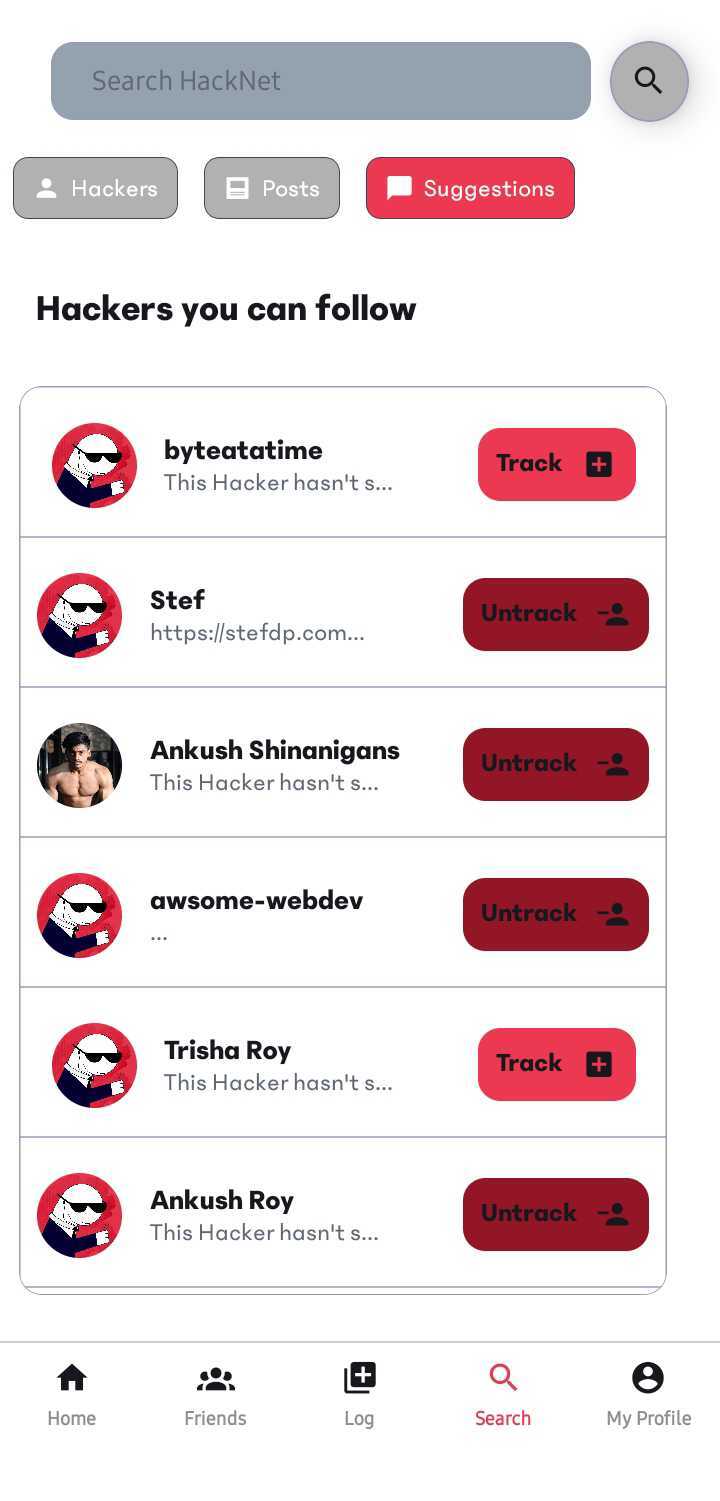 Search HackNet
Hackers
Posts
Suggestions
Hackers you can follow
byteatatime
This Hacker hasn't s...
Track
Stef
https://stefdp.com...
Untrack
Ankush Shinanigans
This Hacker hasn't s...
Untrack
awsome-webdev
...
Untrack
Trisha Roy
This Hacker hasn't s...
Track
Ankush Roy
This Hacker hasn't s...
Untrack
Home
Friends
Log
Search
My Profile